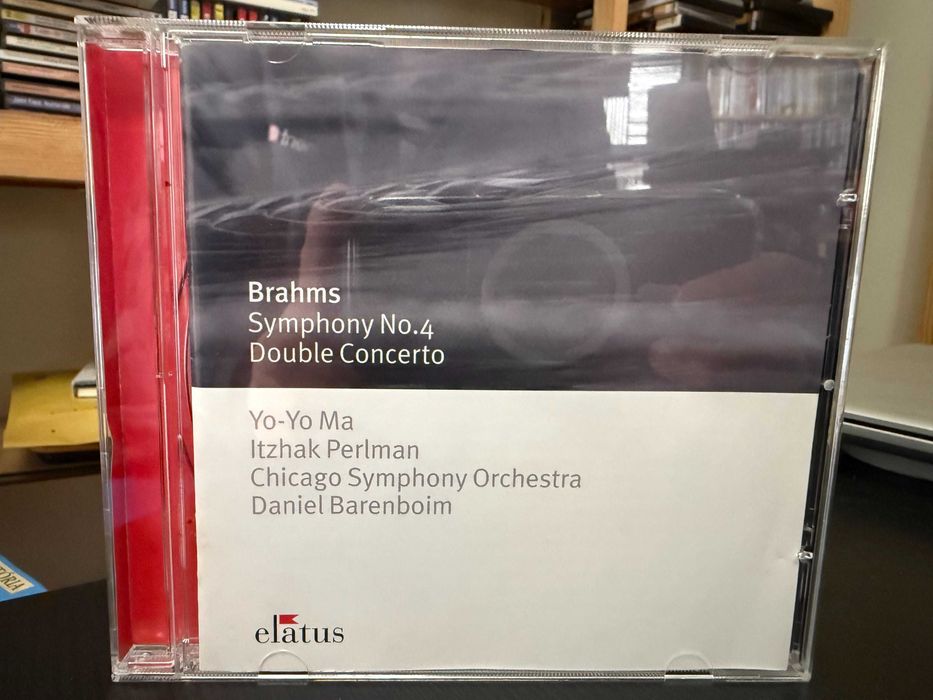 Brahms
Symphony No.4
Double Concerto
Yo-Yo Ma
Itzhak Perlman
Chicago Symphony Orchestra
Daniel Barenboim
elatus